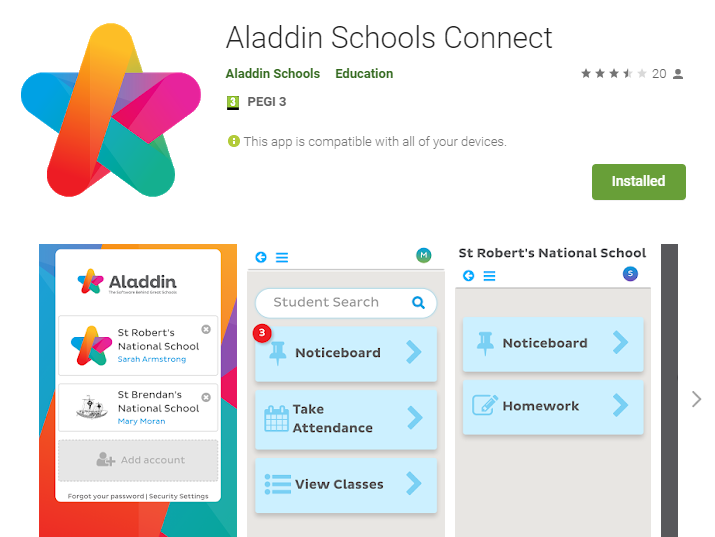 Aladdin Schools Connect
Aladdin Schools Education
20
3 PEGI 3
This app is compatible with all of your devices.
Installed
Aladdin
The Software Behind Great Schools
St Robert's
National School
Sarah Armstrong
St Brendan's
National School
Mary Moran
Add account
Forgot your password | Security Settings
M
Student Search
3
Noticeboard
Take
Attendance
View Classes
St Robert's National School
S
Noticeboard
Homework